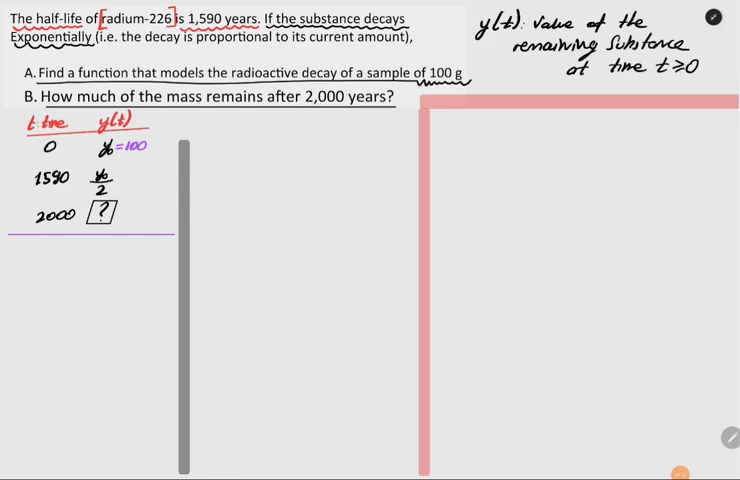 The half-life of [radium-226] is 1,590 years. If the substance decays
Exponentially (i.e. the decay is proportional to its current amount),
A. Find a function that models the radioactive decay of a sample of 100 g
B. How much of the mass remains after 2,000 years?
y(t): value of the
remaining substance
at time t ≥ 0
t: time y(t)
0 y₀ = 100
1590 y₀/2
2000 ?